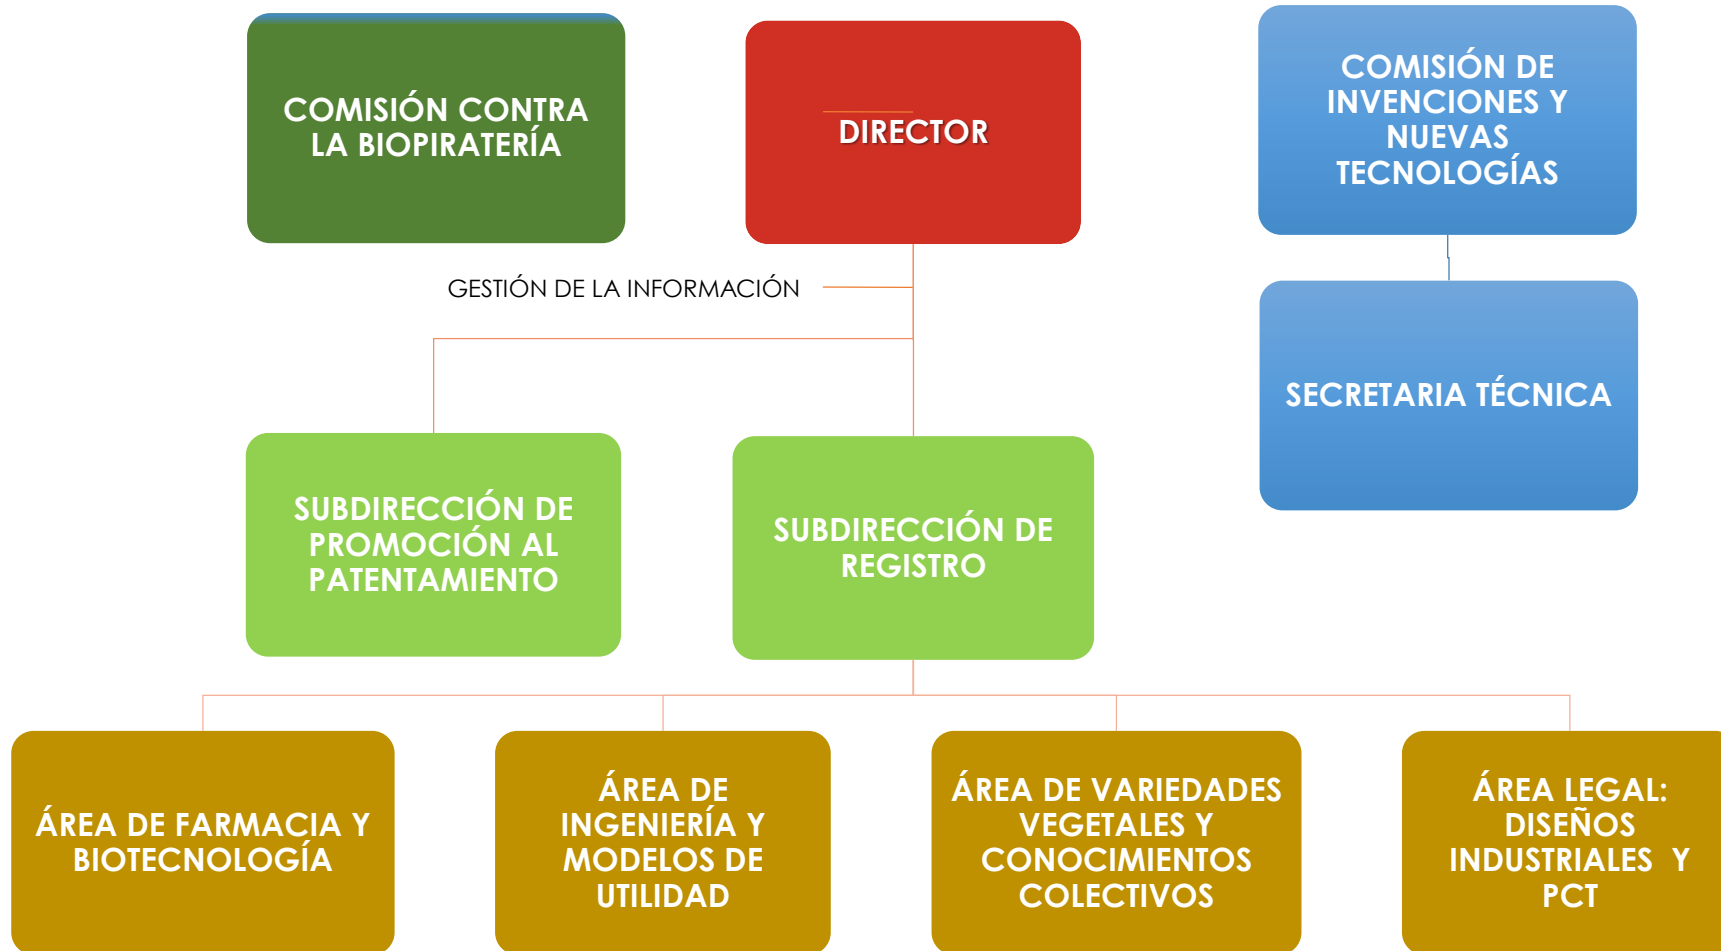 COMISIÓN CONTRA
LA BIOPIRATERÍA
DIRECTOR
COMISIÓN DE
INVENCIONES Y
NUEVAS
TECNOLOGÍAS
GESTIÓN DE LA INFORMACIÓN
SECRETARIA TÉCNICA
SUBDIRECCIÓN DE
PROMOCIÓN AL
PATENTAMIENTO
SUBDIRECCIÓN DE
REGISTRO
ÁREA DE FARMACIA Y
BIOTECNOLOGÍA
ÁREA DE
INGENIERÍA Y
MODELOS DE
UTILIDAD
ÁREA DE VARIEDADES
VEGETALES Y
CONOCIMIENTOS
COLECTIVOS
ÁREA LEGAL:
DISEÑOS
INDUSTRIALES Y
PCT